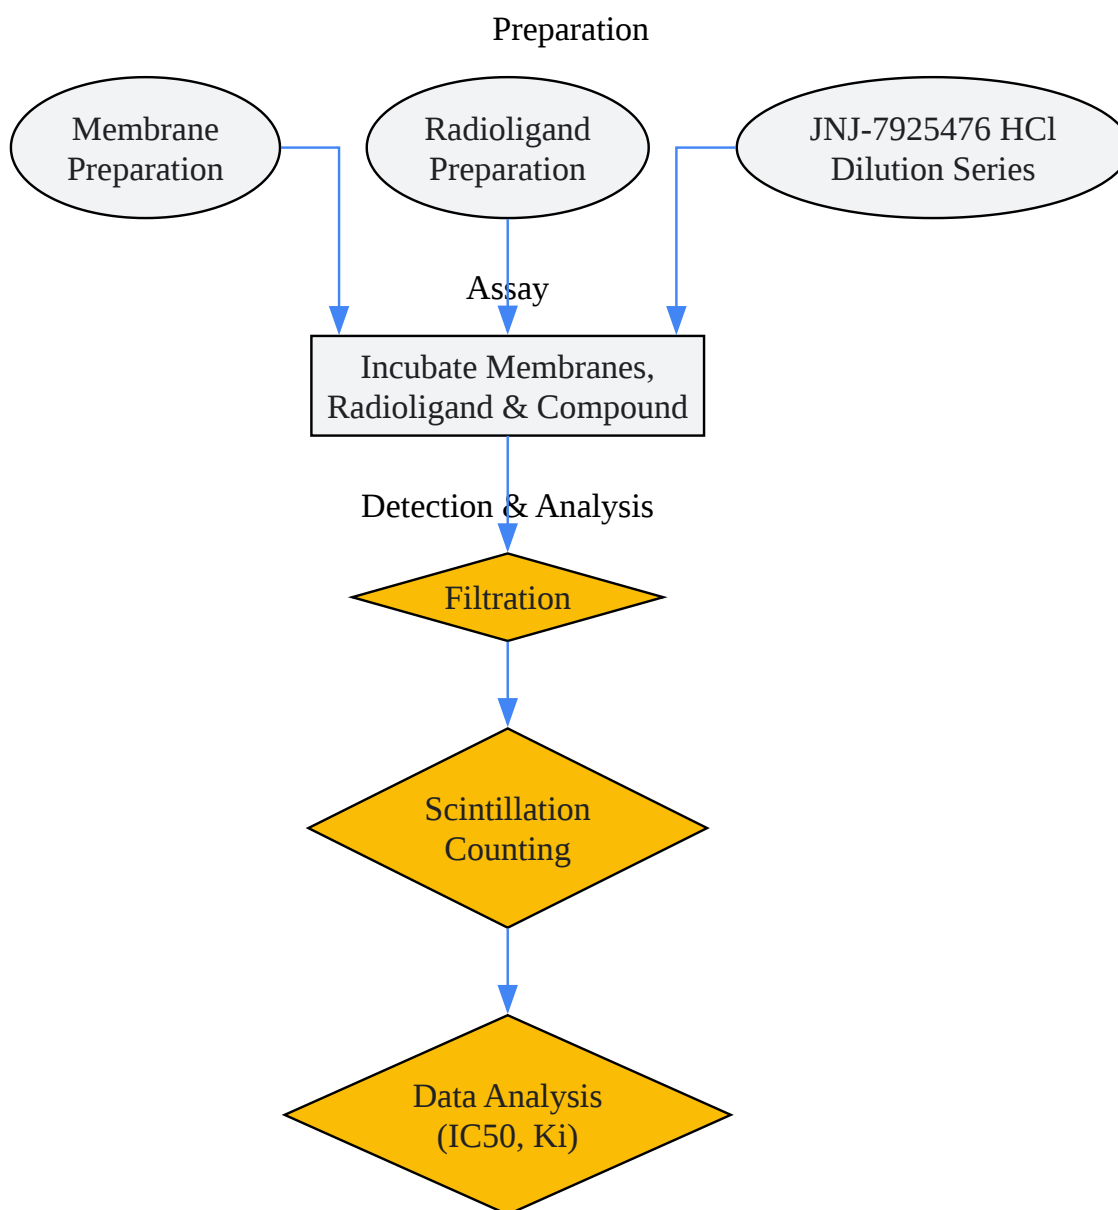 Preparation
Membrane
Preparation
Radioligand
Preparation
JNJ-7925476 HCl
Dilution Series
Assay
Incubate Membranes,
Radioligand & Compound
Detection & Analysis
Filtration
Scintillation
Counting
Data Analysis
(IC50, Ki)